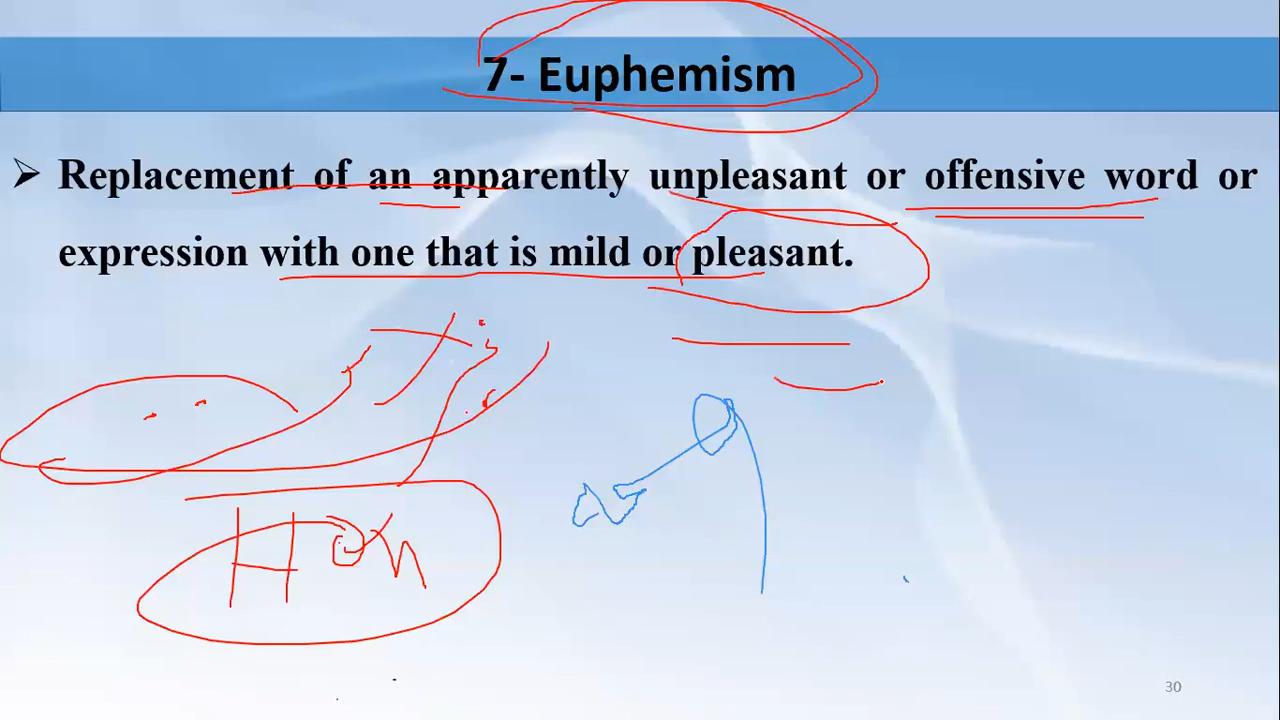 7- Euphemism
➢ Replacement of an apparently unpleasant or offensive word or
expression with one that is mild or pleasant.
30